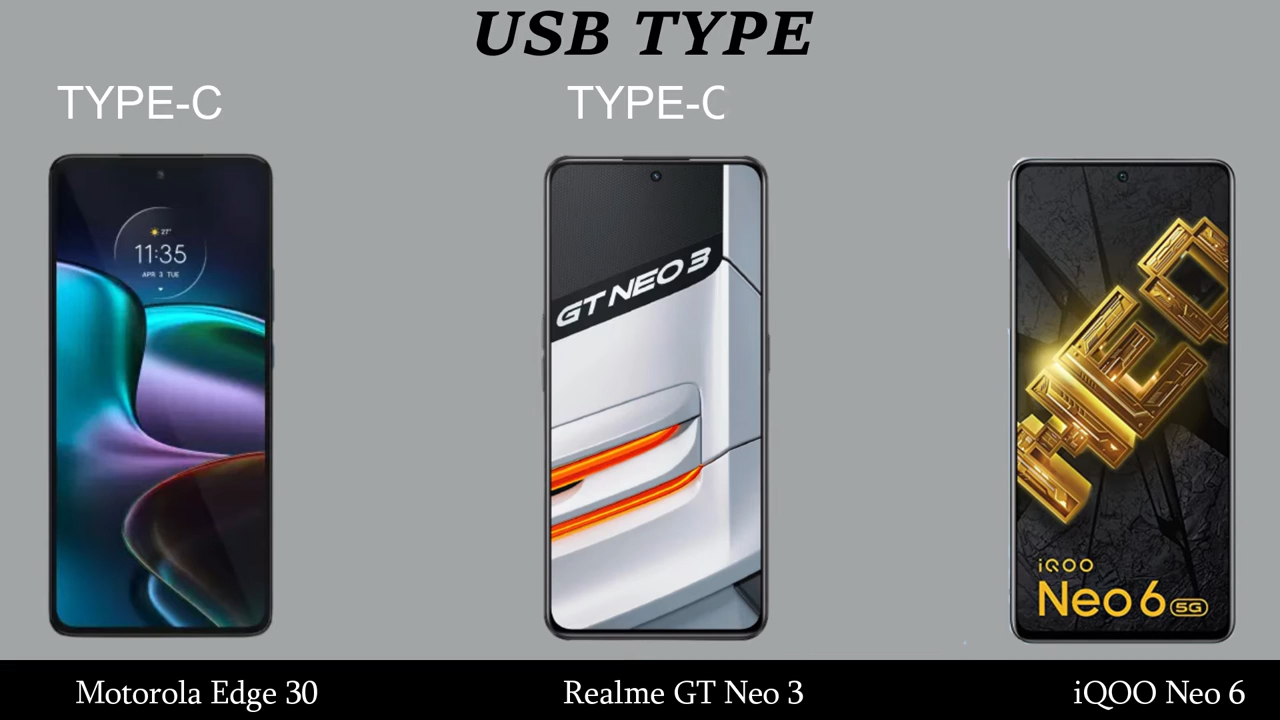 USB TYPE
TYPE-C
TYPE-C
27°
11:35
APR 3 TUE
GT NEO 3
NEO
iQOO
Neo 6 5G
Motorola Edge 30
Realme GT Neo 3
iQOO Neo 6